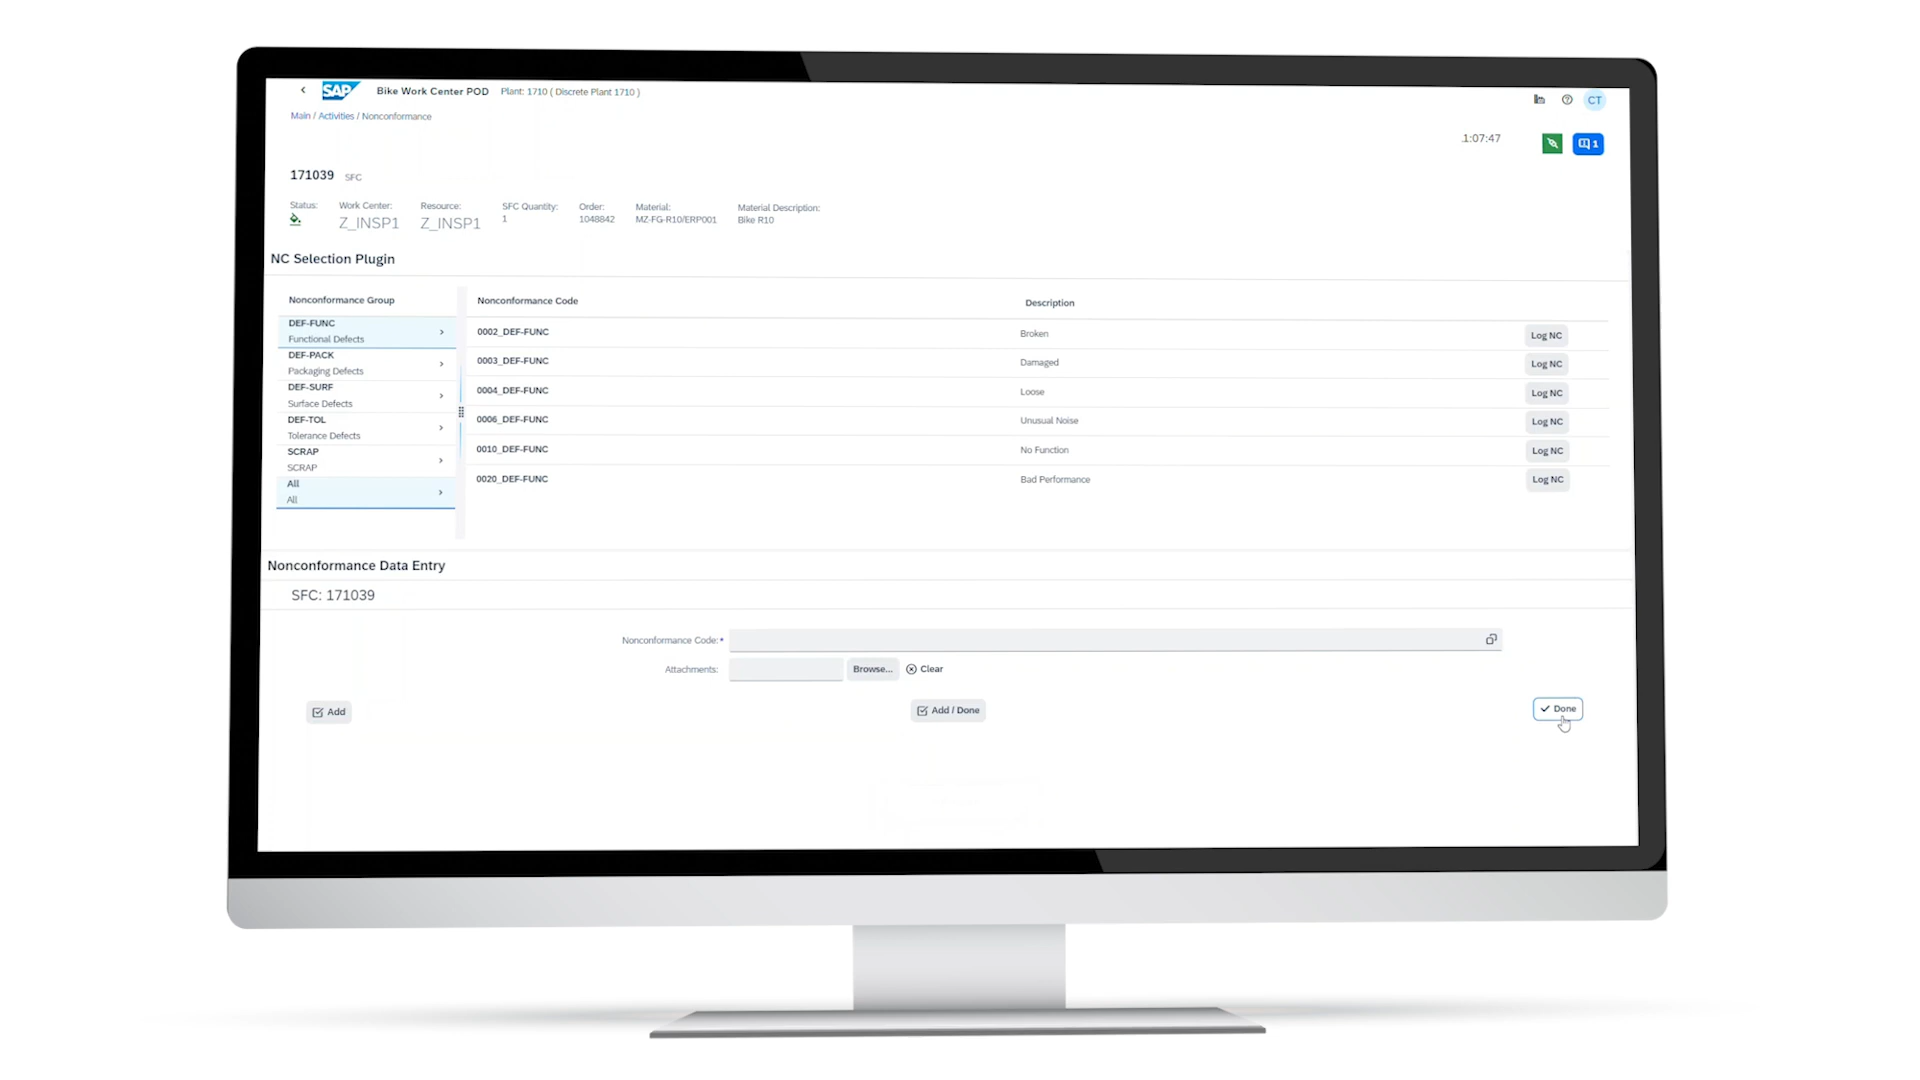 SAP Bike Work Center POD Plant: 1710 ( Discrete Plant 1710 )
CT
Main / Activities / Nonconformance
1:07:47
1
171039 SFC
Status: Work Center: Resource: SFC Quantity: Order: Material: Material Description:
Z_INSP1 Z_INSP1 1 1048842 MZ-FG-R10/ERP001 Bike R10
NC Selection Plugin
Nonconformance Group Nonconformance Code Description
DEF-FUNC
Functional Defects
DEF-PACK
Packaging Defects
DEF-SURF
Surface Defects
DEF-TOL
Tolerance Defects
SCRAP
SCRAP
All
All
0002_DEF-FUNC Broken Log NC
0003_DEF-FUNC Damaged Log NC
0004_DEF-FUNC Loose Log NC
0006_DEF-FUNC Unusual Noise Log NC
0010_DEF-FUNC No Function Log NC
0020_DEF-FUNC Bad Performance Log NC
Nonconformance Data Entry
SFC: 171039
Nonconformance Code:*
Attachments: Browse... Clear
Add Add / Done Done